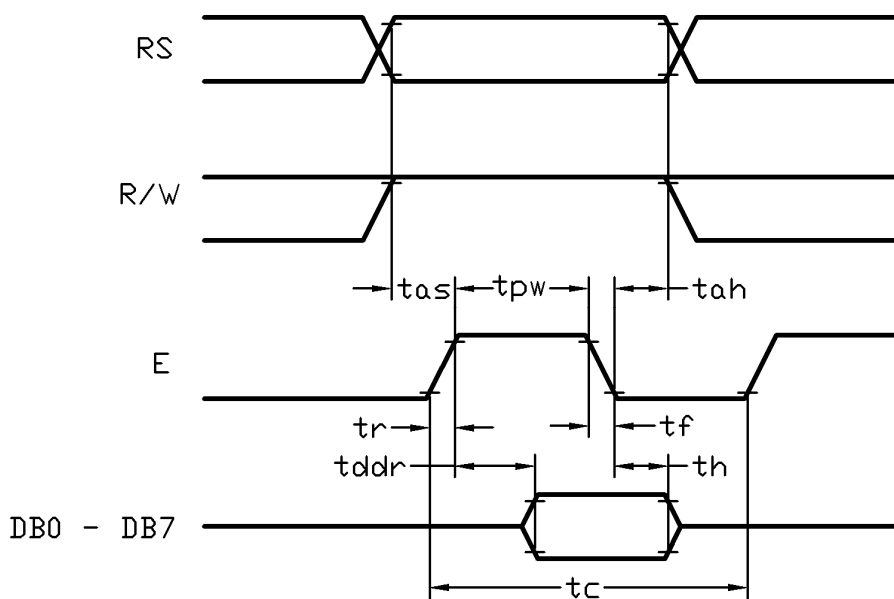 RS
R/W
tas tpw tah
E
tr tf
tddr th
DB0 - DB7
tc